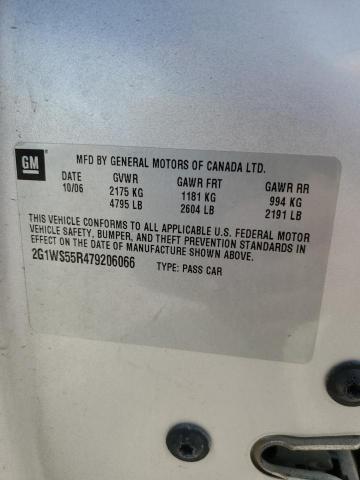 GM
MFD BY GENERAL MOTORS OF CANADA LTD.
DATE GVWR GAWR FRT GAWR RR
10/06 2175 KG 1181 KG 994 KG
4795 LB 2604 LB 2191 LB
THIS VEHICLE CONFORMS TO ALL APPLICABLE U.S. FEDERAL MOTOR
VEHICLE SAFETY, BUMPER, AND THEFT PREVENTION STANDARDS IN
EFFECT ON THE DATE OF MANUFACTURE SHOWN ABOVE.
2G1WS55R479206066 TYPE: PASS CAR